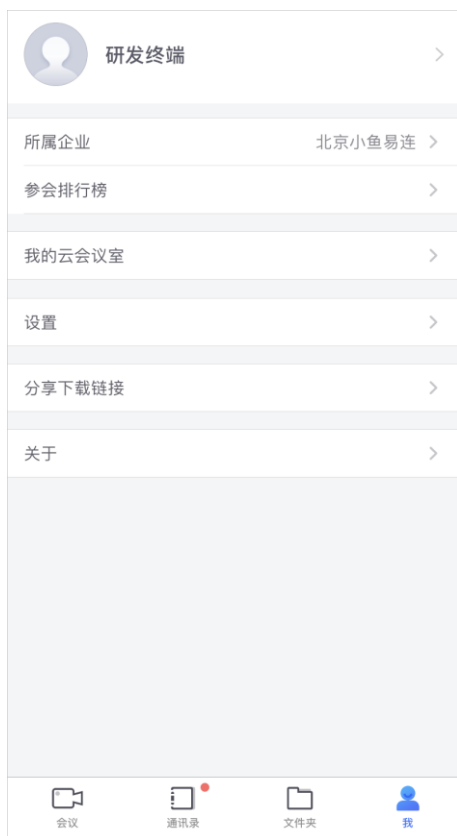 研发终端
所属企业 北京小鱼易连
参会排行榜
我的云会议室
设置
分享下载链接
关于
会议 通讯录 文件夹 我